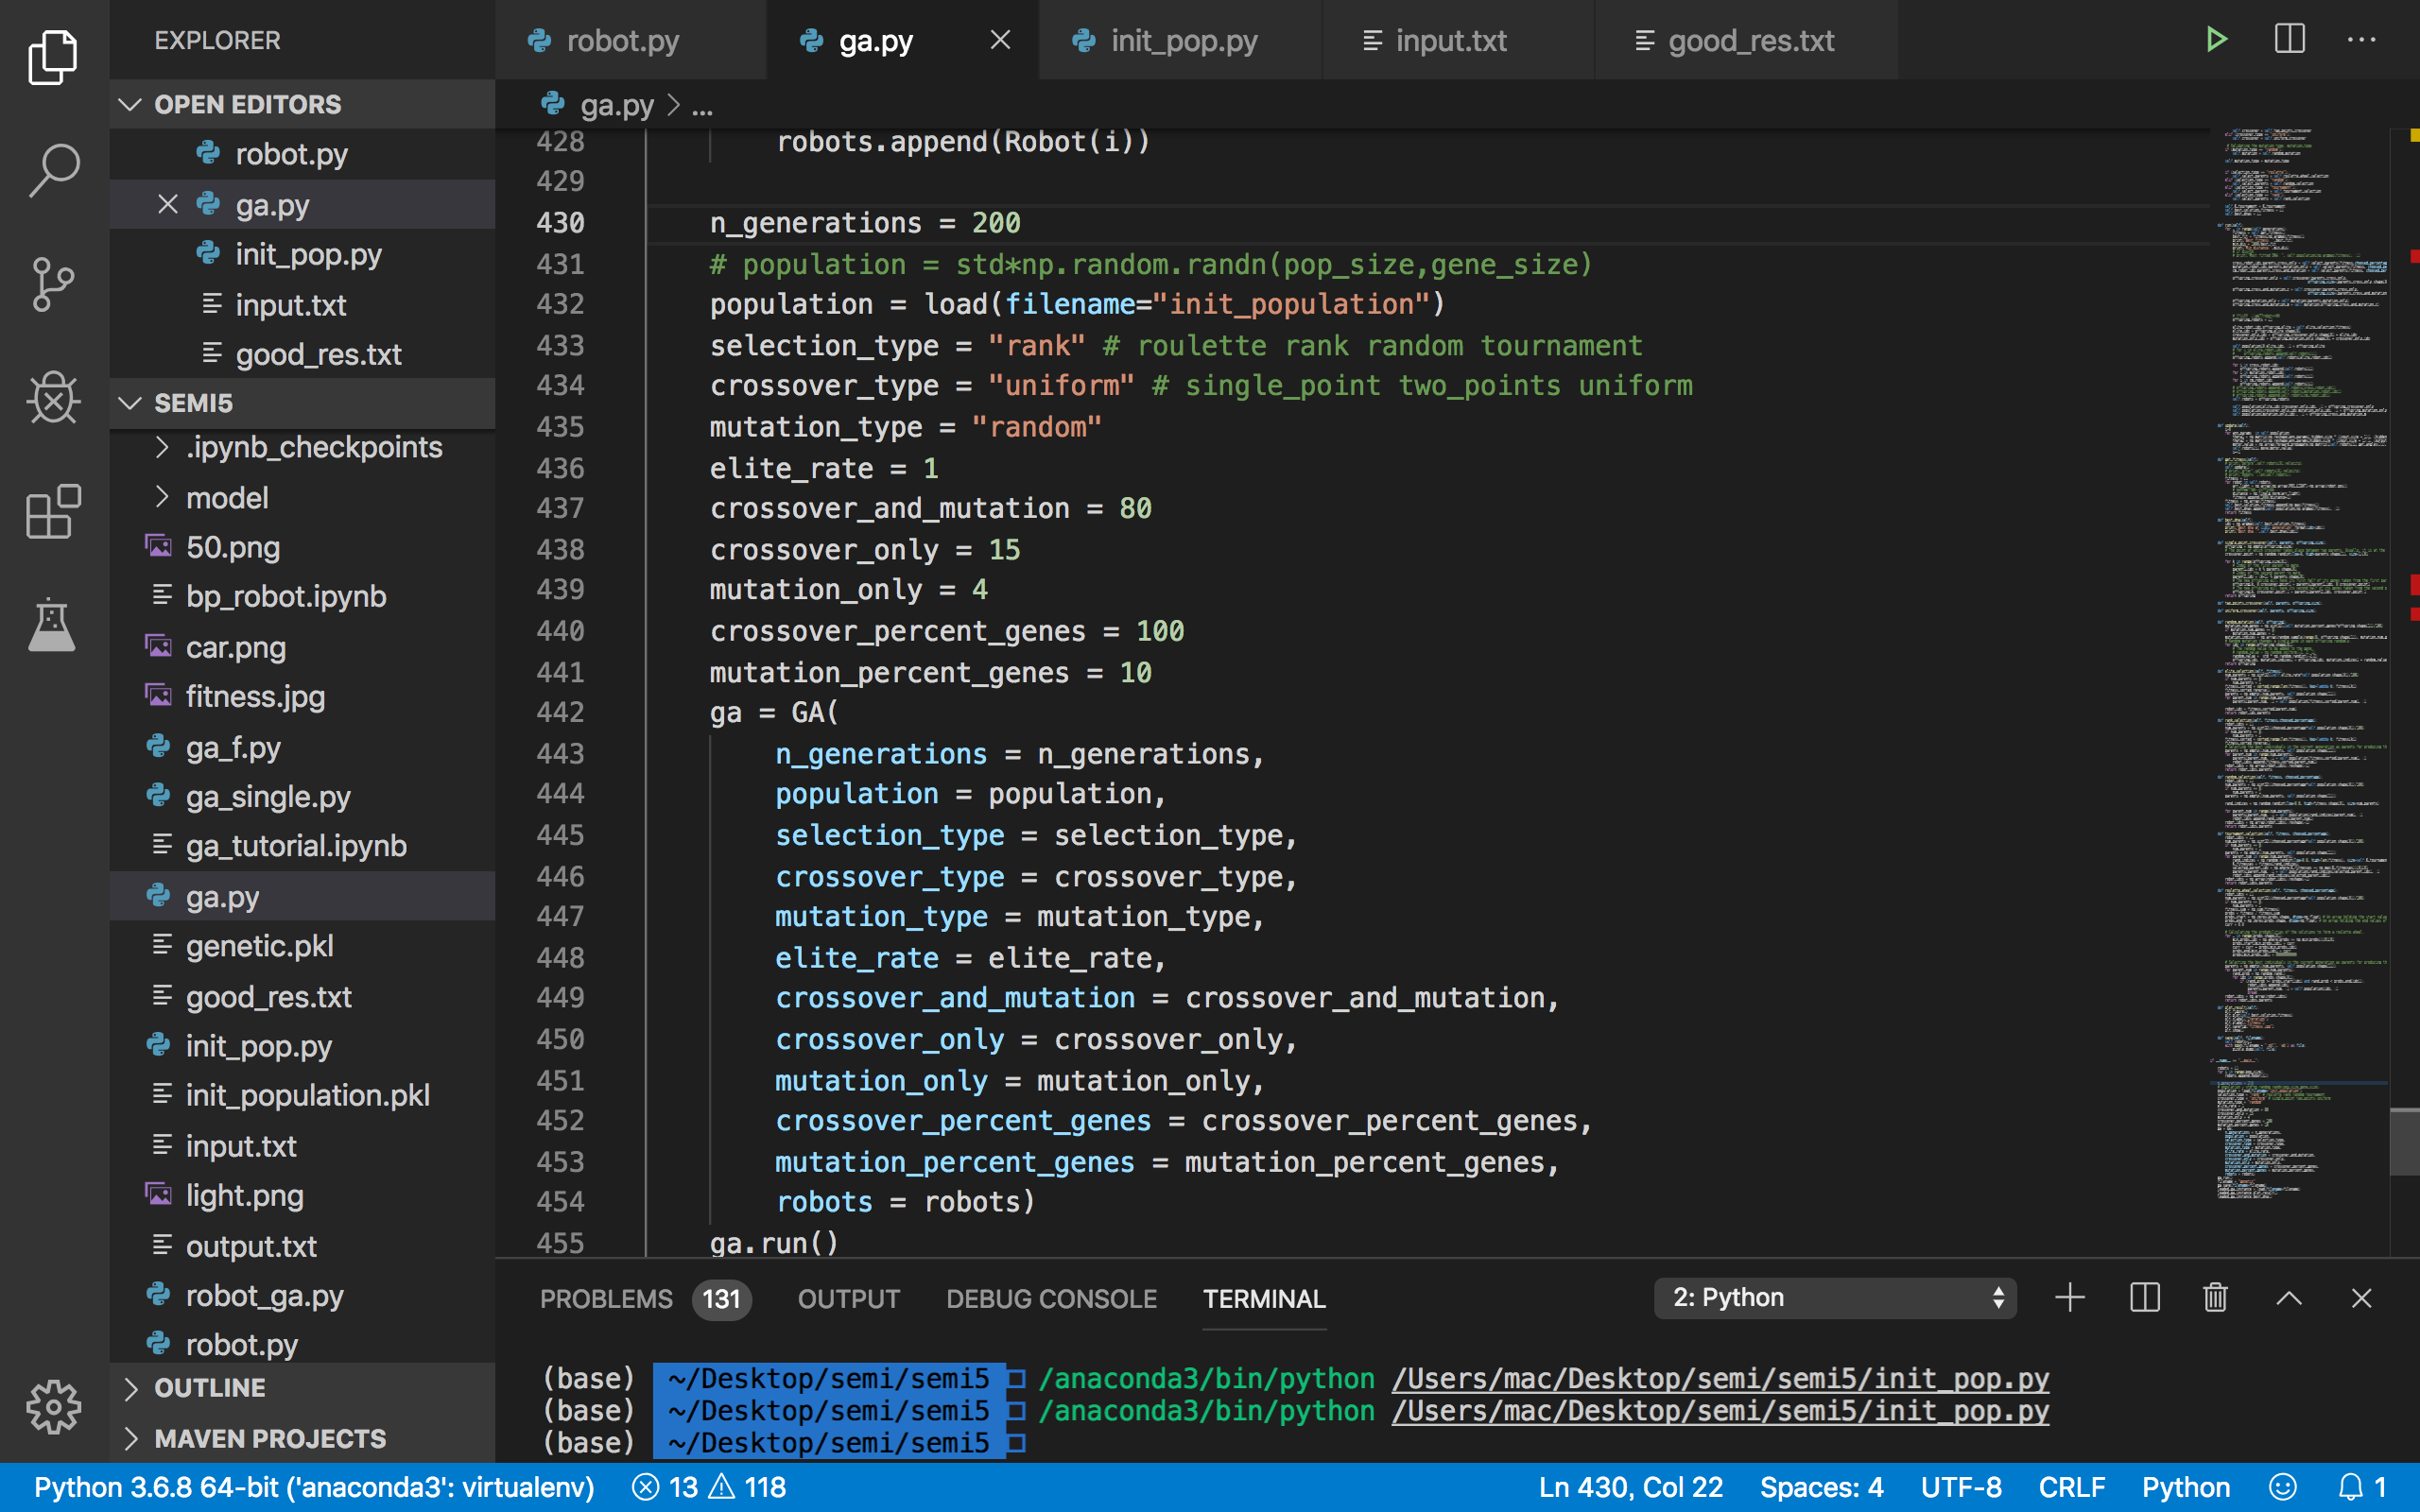 EXPLORER
OPEN EDITORS
robot.py
ga.py
init_pop.py
input.txt
good_res.txt
SEMI5
.ipynb_checkpoints
model
50.png
bp_robot.ipynb
car.png
fitness.jpg
ga_f.py
ga_single.py
ga_tutorial.ipynb
ga.py
genetic.pkl
good_res.txt
init_pop.py
init_population.pkl
input.txt
light.png
output.txt
robot_ga.py
robot.py
OUTLINE
MAVEN PROJECTS
robot.py ga.py init_pop.py input.txt good_res.txt
ga.py > ...
428 robots.append(Robot(i))
429
430 n_generations = 200
431 # population = std*np.random.randn(pop_size,gene_size)
432 population = load(filename="init_population")
433 selection_type = "rank" # roulette rank random tournament
434 crossover_type = "uniform" # single_point two_points uniform
435 mutation_type = "random"
436 elite_rate = 1
437 crossover_and_mutation = 80
438 crossover_only = 15
439 mutation_only = 4
440 crossover_percent_genes = 100
441 mutation_percent_genes = 10
442 ga = GA(
443 n_generations = n_generations,
444 population = population,
445 selection_type = selection_type,
446 crossover_type = crossover_type,
447 mutation_type = mutation_type,
448 elite_rate = elite_rate,
449 crossover_and_mutation = crossover_and_mutation,
450 crossover_only = crossover_only,
451 mutation_only = mutation_only,
452 crossover_percent_genes = crossover_percent_genes,
453 mutation_percent_genes = mutation_percent_genes,
454 robots = robots)
455 ga.run()
PROBLEMS 131 OUTPUT DEBUG CONSOLE TERMINAL 2: Python
(base) ~/Desktop/semi/semi5 /anaconda3/bin/python /Users/mac/Desktop/semi/semi5/init_pop.py
(base) ~/Desktop/semi/semi5 /anaconda3/bin/python /Users/mac/Desktop/semi/semi5/init_pop.py
(base) ~/Desktop/semi/semi5
Python 3.6.8 64-bit ('anaconda3': virtualenv) 13 118 Ln 430, Col 22 Spaces: 4 UTF-8 CRLF Python 1